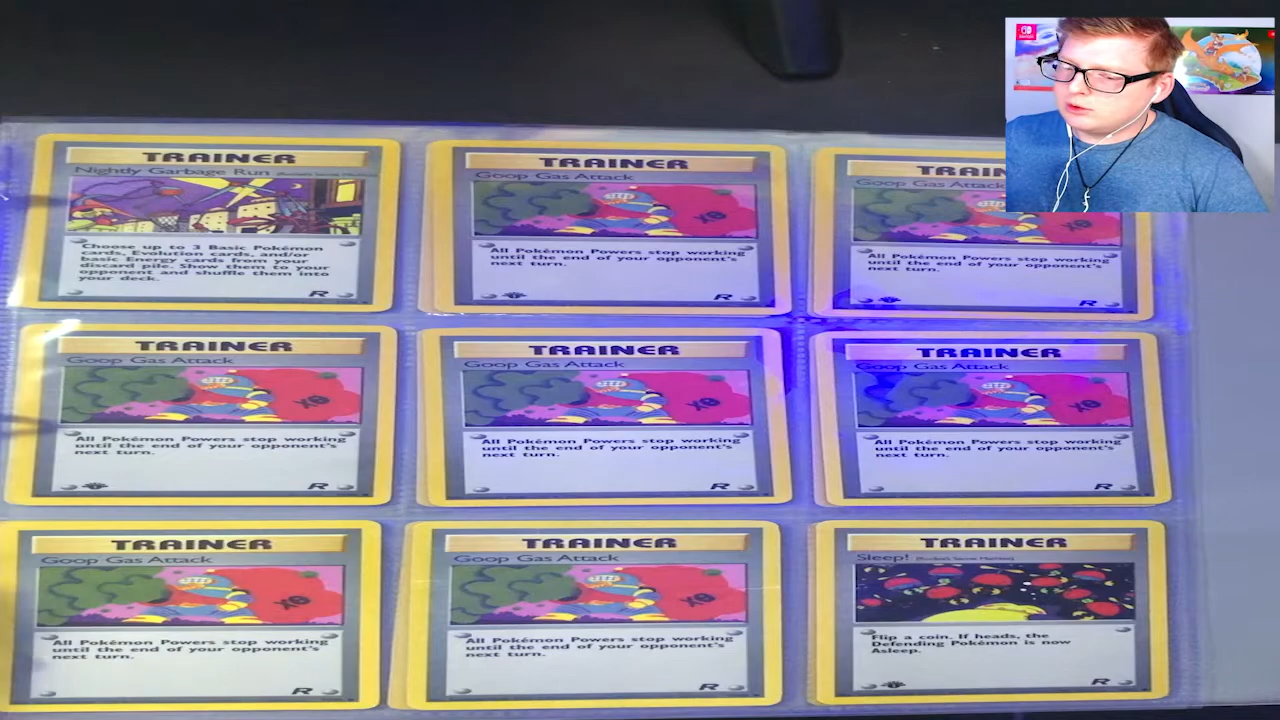 TRAINER
Nightly Garbage Run
Choose up to 3 Basic Pokémon
cards, Evolution cards, and/or
basic Energy cards from your
discard pile. Show them to your
opponent and shuffle them into
your deck.
R
TRAINER
Goop Gas Attack
X
All Pokémon Powers stop working
until the end of your opponent's
next turn.
R
TRAIN
Goop Gas Attack
X
All Pokémon Powers stop working
until the end of your opponent's
next turn.
R
TRAINER
Goop Gas Attack
X
All Pokémon Powers stop working
until the end of your opponent's
next turn.
R
TRAINER
Goop Gas Attack
X
All Pokémon Powers stop working
until the end of your opponent's
next turn.
R
TRAINER
Goop Gas Attack
X
All Pokémon Powers stop working
until the end of your opponent's
next turn.
R
TRAINER
Goop Gas Attack
X
All Pokémon Powers stop working
until the end of your opponent's
next turn.
R
TRAINER
Goop Gas Attack
X
All Pokémon Powers stop working
until the end of your opponent's
next turn.
R
TRAINER
Sleep! (Rocket's Secret Machine)
Flip a coin. If heads, the
Defending Pokémon is now
Asleep.
R